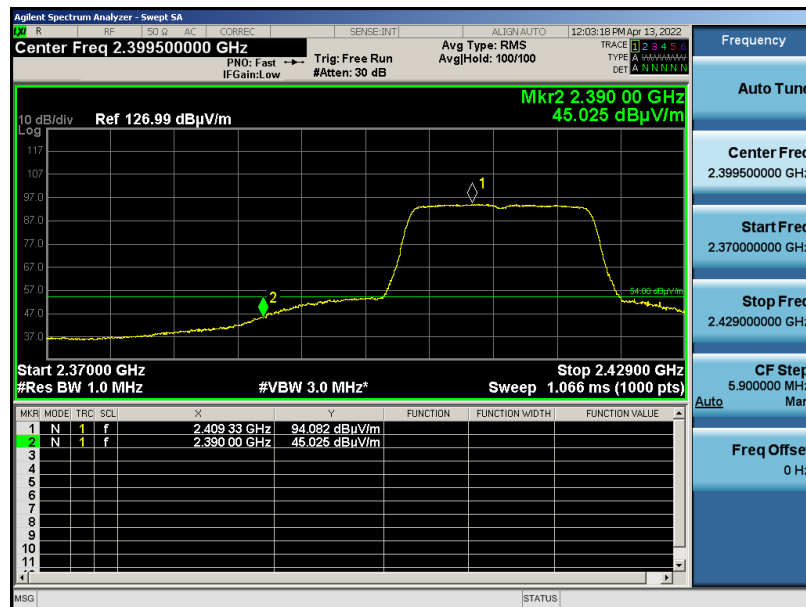 Agilent Spectrum Analyzer - Swept SA
LXI R RF 50 Ω AC CORREC SENSE:INT ALIGN AUTO 12:03:18 PM Apr 13, 2022
Center Freq 2.399500000 GHz
PNO: Fast
IFGain:Low
Trig: Free Run
#Atten: 30 dB
Avg Type: RMS
Avg|Hold: 100/100
TRACE 1 2 3 4 5 6
TYPE A WWWWW
DET A N N N N N
Mkr2 2.390 00 GHz
45.025 dBµV/m
10 dB/div
Log
Ref 126.99 dBµV/m
117
107
97.0
87.0
77.0
67.0
57.0
47.0
37.0
1
2
54.00 dBµV/m
Start 2.37000 GHz
Stop 2.42900 GHz
#Res BW 1.0 MHz
#VBW 3.0 MHz*
Sweep 1.066 ms (1000 pts)
MKR MODE TRC SCL X Y FUNCTION FUNCTION WIDTH FUNCTION VALUE
1 N 1 f 2.409 33 GHz 94.082 dBµV/m
2 N 1 f 2.390 00 GHz 45.025 dBµV/m
3
4
5
6
7
8
9
10
11
MSG
STATUS
Frequency
Auto Tune
Center Freq
2.399500000 GHz
Start Freq
2.370000000 GHz
Stop Freq
2.429000000 GHz
CF Step
5.900000 MHz
Auto Man
Freq Offset
0 Hz